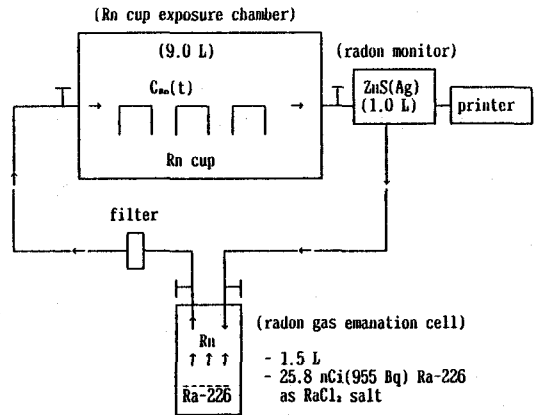 (Rn cup exposure chamber)
(9.0 L)
(radon monitor)
C_Rn(t)
ZnS(Ag)
(1.0 L)
printer
Rn cup
filter
(radon gas emanation cell)
Rn
- 1.5 L
- 25.8 nCi(955 Bq) Ra-226
as RaCl₂ salt
Ra-226